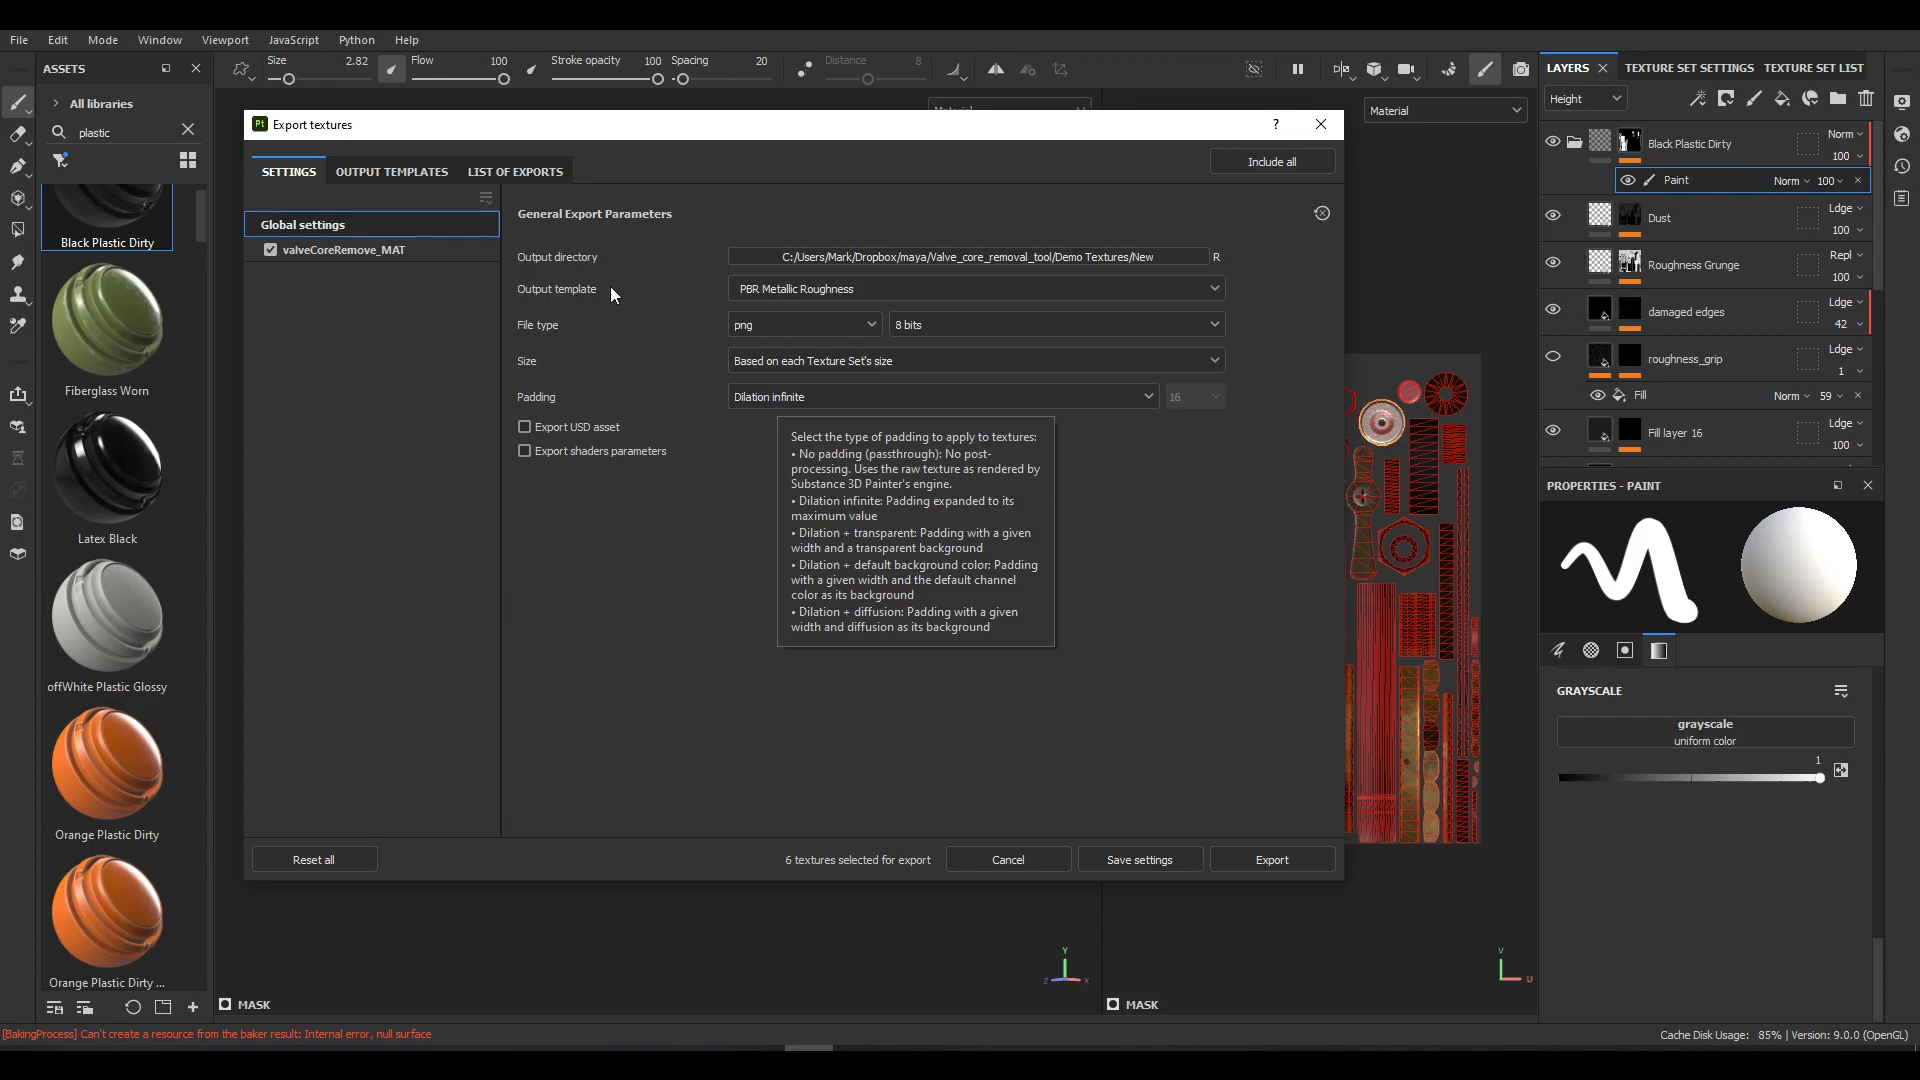 File Edit Mode Window Viewport JavaScript Python Help
ASSETS
Size 2.82 Flow 100 Stroke opacity 100 Spacing 20 Distance 8
LAYERS TEXTURE SET SETTINGS TEXTURE SET LIST
All libraries
plastic
Black Plastic Dirty
Fiberglass Worn
Latex Black
offWhite Plastic Glossy
Orange Plastic Dirty
Orange Plastic Dirty ...
Material
Material
Pt Export textures ?
Include all
SETTINGS OUTPUT TEMPLATES LIST OF EXPORTS
Global settings
valveCoreRemove_MAT
General Export Parameters
Output directory C:/Users/Mark/Dropbox/maya/Valve_core_removal_tool/Demo Textures/New R
Output template PBR Metallic Roughness
File type png 8 bits
Size Based on each Texture Set's size
Padding Dilation infinite 16
Export USD asset
Export shaders parameters
Select the type of padding to apply to textures:
• No padding (passthrough): No post-
processing. Uses the raw texture as rendered by
Substance 3D Painter's engine.
• Dilation infinite: Padding expanded to its
maximum value
• Dilation + transparent: Padding with a given
width and a transparent background
• Dilation + default background color: Padding
with a given width and the default channel
color as its background
• Dilation + diffusion: Padding with a given
width and diffusion as its background
Reset all 6 textures selected for export Cancel Save settings Export
Y
Z X
V
U
MASK
MASK
Height
Black Plastic Dirty Norm
100
Paint Norm 100
Dust Ldge
100
Roughness Grunge Repl
100
damaged edges Ldge
42
roughness_grip Ldge
1
Fill Norm 59
Fill layer 16 Ldge
100
PROPERTIES - PAINT
GRAYSCALE
grayscale
uniform color
1
[BakingProcess] Can't create a resource from the baker result: Internal error, null surface
Cache Disk Usage: 85% | Version: 9.0.0 (OpenGL)